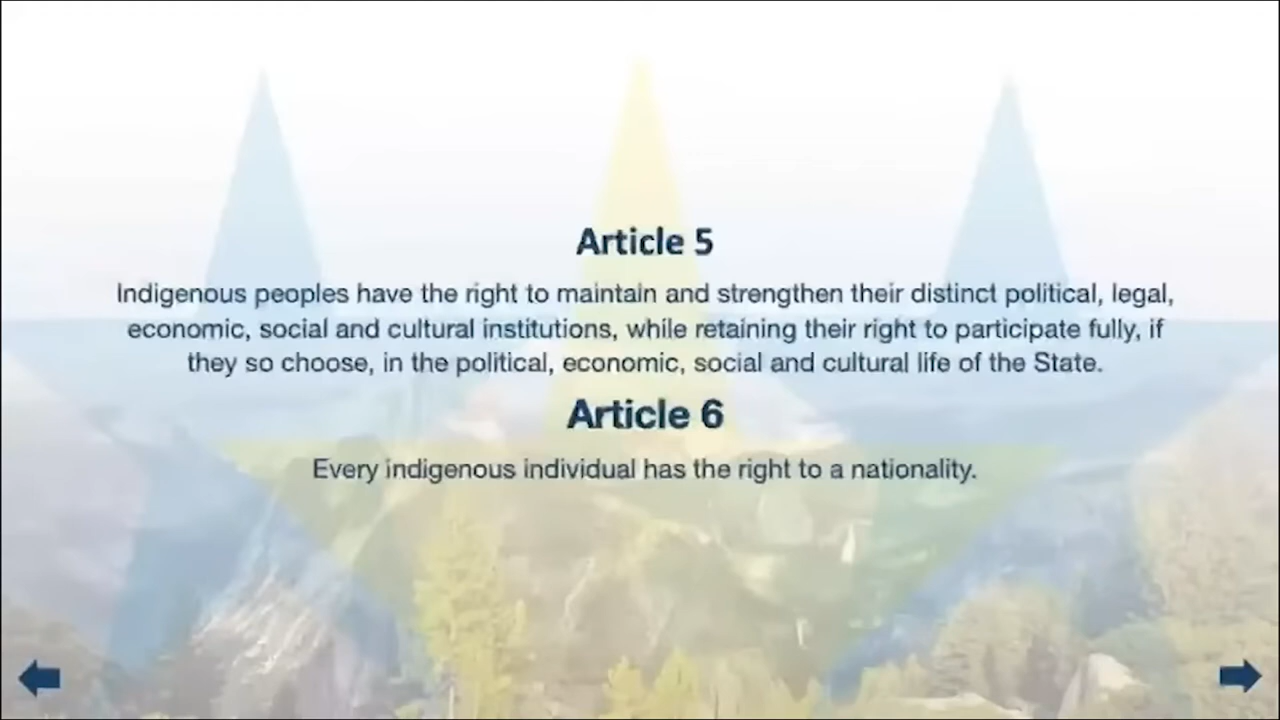 Article 5
Indigenous peoples have the right to maintain and strengthen their distinct political, legal,
economic, social and cultural institutions, while retaining their right to participate fully, if
they so choose, in the political, economic, social and cultural life of the State.
Article 6
Every indigenous individual has the right to a nationality.